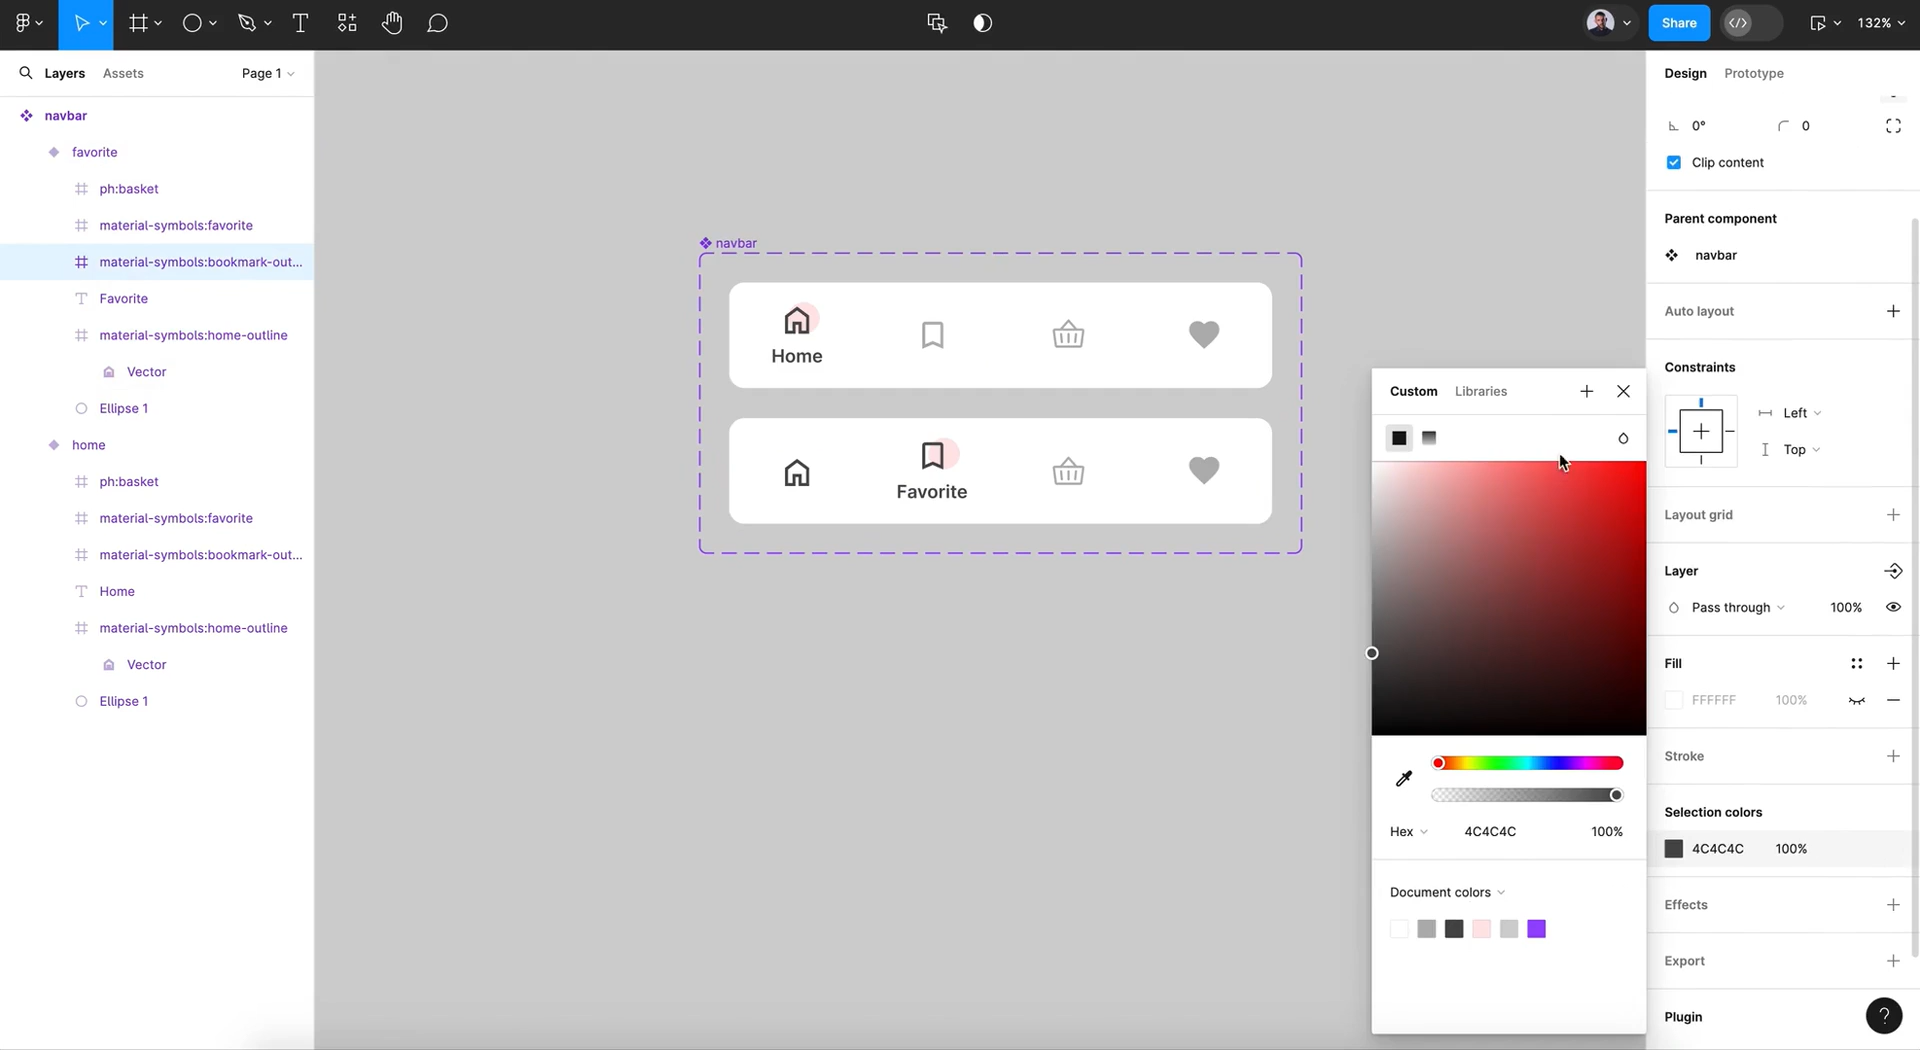 Share
132%
Layers
Assets
Page 1
navbar
favorite
ph:basket
material-symbols:favorite
material-symbols:bookmark-out...
Favorite
material-symbols:home-outline
Vector
Ellipse 1
home
ph:basket
material-symbols:favorite
material-symbols:bookmark-out...
Home
material-symbols:home-outline
Vector
Ellipse 1
navbar
Home
Favorite
Custom
Libraries
Hex
4C4C4C
100%
Document colors
Design
Prototype
0°
0
Clip content
Parent component
navbar
Auto layout
Constraints
Left
Top
Layout grid
Layer
Pass through
100%
Fill
FFFFFF
100%
Stroke
Selection colors
4C4C4C
100%
Effects
Export
Plugin
?